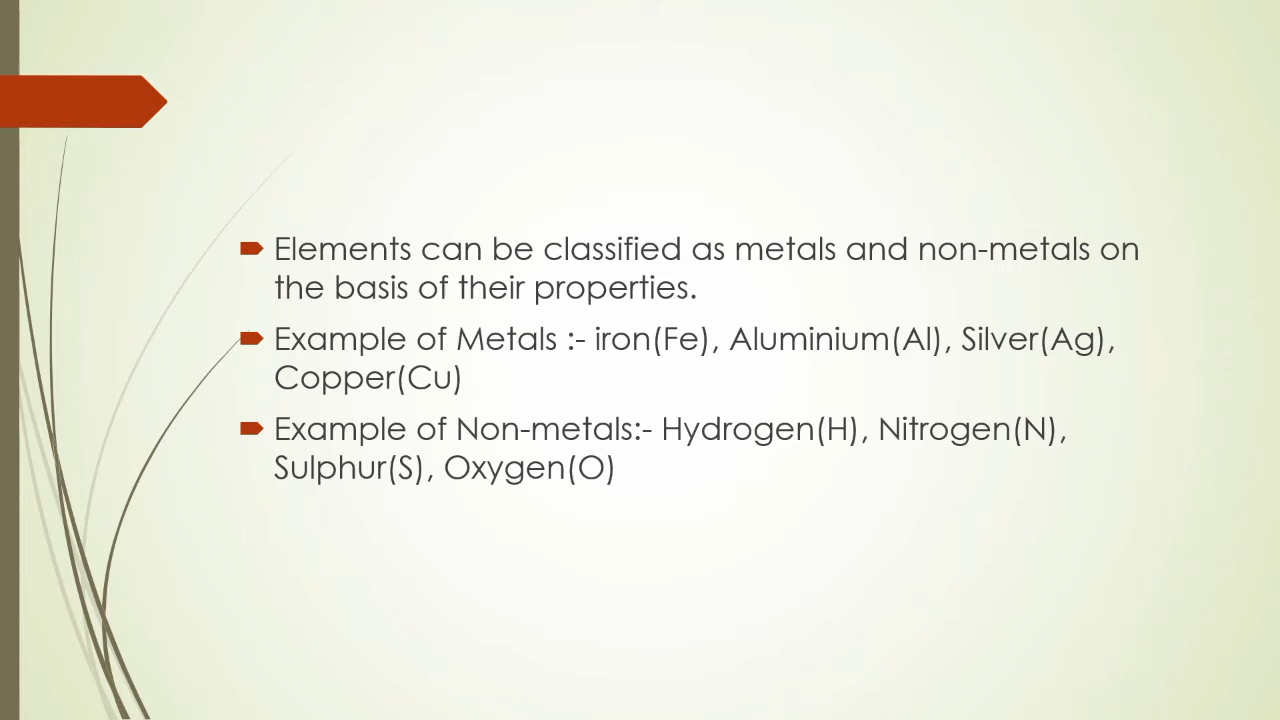 Elements can be classified as metals and non-metals on
the basis of their properties.
Example of Metals :- iron(Fe), Aluminium(Al), Silver(Ag),
Copper(Cu)
Example of Non-metals:- Hydrogen(H), Nitrogen(N),
Sulphur(S), Oxygen(O)